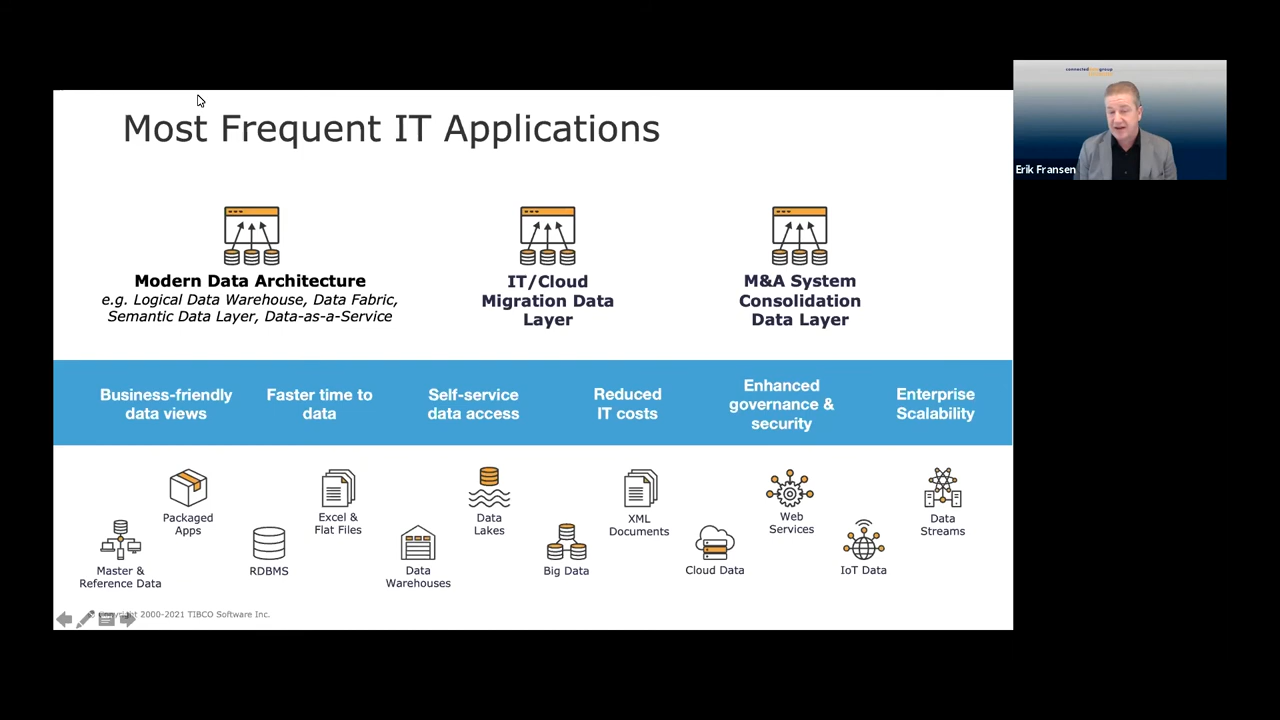 Most Frequent IT Applications
Modern Data Architecture
e.g. Logical Data Warehouse, Data Fabric,
Semantic Data Layer, Data-as-a-Service
IT/Cloud
Migration Data
Layer
M&A System
Consolidation
Data Layer
Business-friendly
data views
Faster time to
data
Self-service
data access
Reduced
IT costs
Enhanced
governance &
security
Enterprise
Scalability
Master &
Reference Data
Packaged
Apps
RDBMS
Excel &
Flat Files
Data
Warehouses
Data
Lakes
Big Data
XML
Documents
Cloud Data
Web
Services
IoT Data
Data
Streams
© Copyright 2000-2021 TIBCO Software Inc.
Erik Fransen